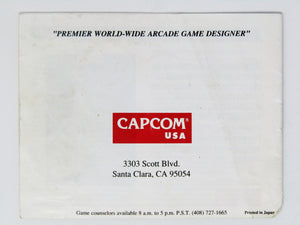 "PREMIER WORLD-WIDE ARCADE GAME DESIGNER"
CAPCOM®
USA
3303 Scott Blvd.
Santa Clara, CA 95054
Game counselors available 8 a.m. to 5 p.m. P.S.T. (408) 727-1665
Printed in Japan